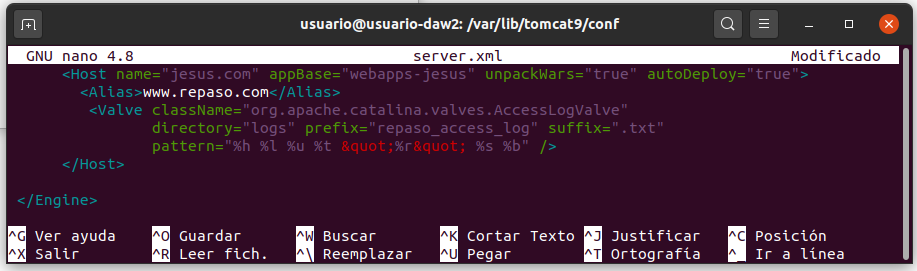 usuario@usuario-daw2: /var/lib/tomcat9/conf
GNU nano 4.8 server.xml Modificado
<Host name="jesus.com" appBase="webapps-jesus" unpackWars="true" autoDeploy="true">
<Alias>www.repaso.com</Alias>
<Valve className="org.apache.catalina.valves.AccessLogValve"
directory="logs" prefix="repaso_access_log" suffix=".txt"
pattern="%h %l %u %t &quot;%r&quot; %s %b" />
</Host>
</Engine>
^G Ver ayuda ^O Guardar ^W Buscar ^K Cortar Texto ^J Justificar ^C Posición
^X Salir ^R Leer fich. ^\ Reemplazar ^U Pegar ^T Ortografía ^_ Ir a línea